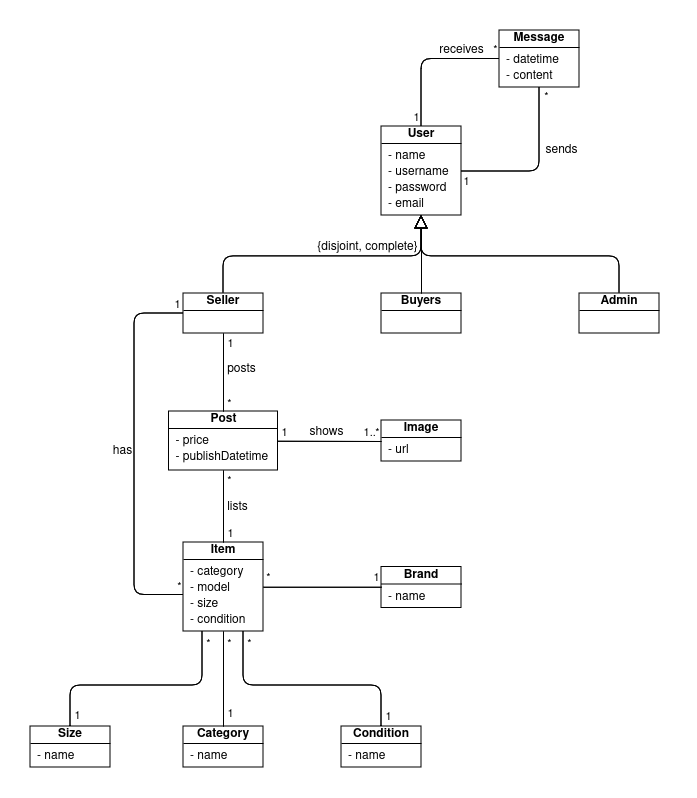 Message
- datetime
- content
receives
*
1
*
sends
1
User
- name
- username
- password
- email
{disjoint, complete}
Seller
Buyers
Admin
1
1
posts
*
Post
- price
- publishDatetime
1
shows
1..*
Image
- url
has
*
lists
1
Item
- category
- model
- size
- condition
*
*
1
Brand
- name
*
*
*
1
1
1
Size
- name
Category
- name
Condition
- name